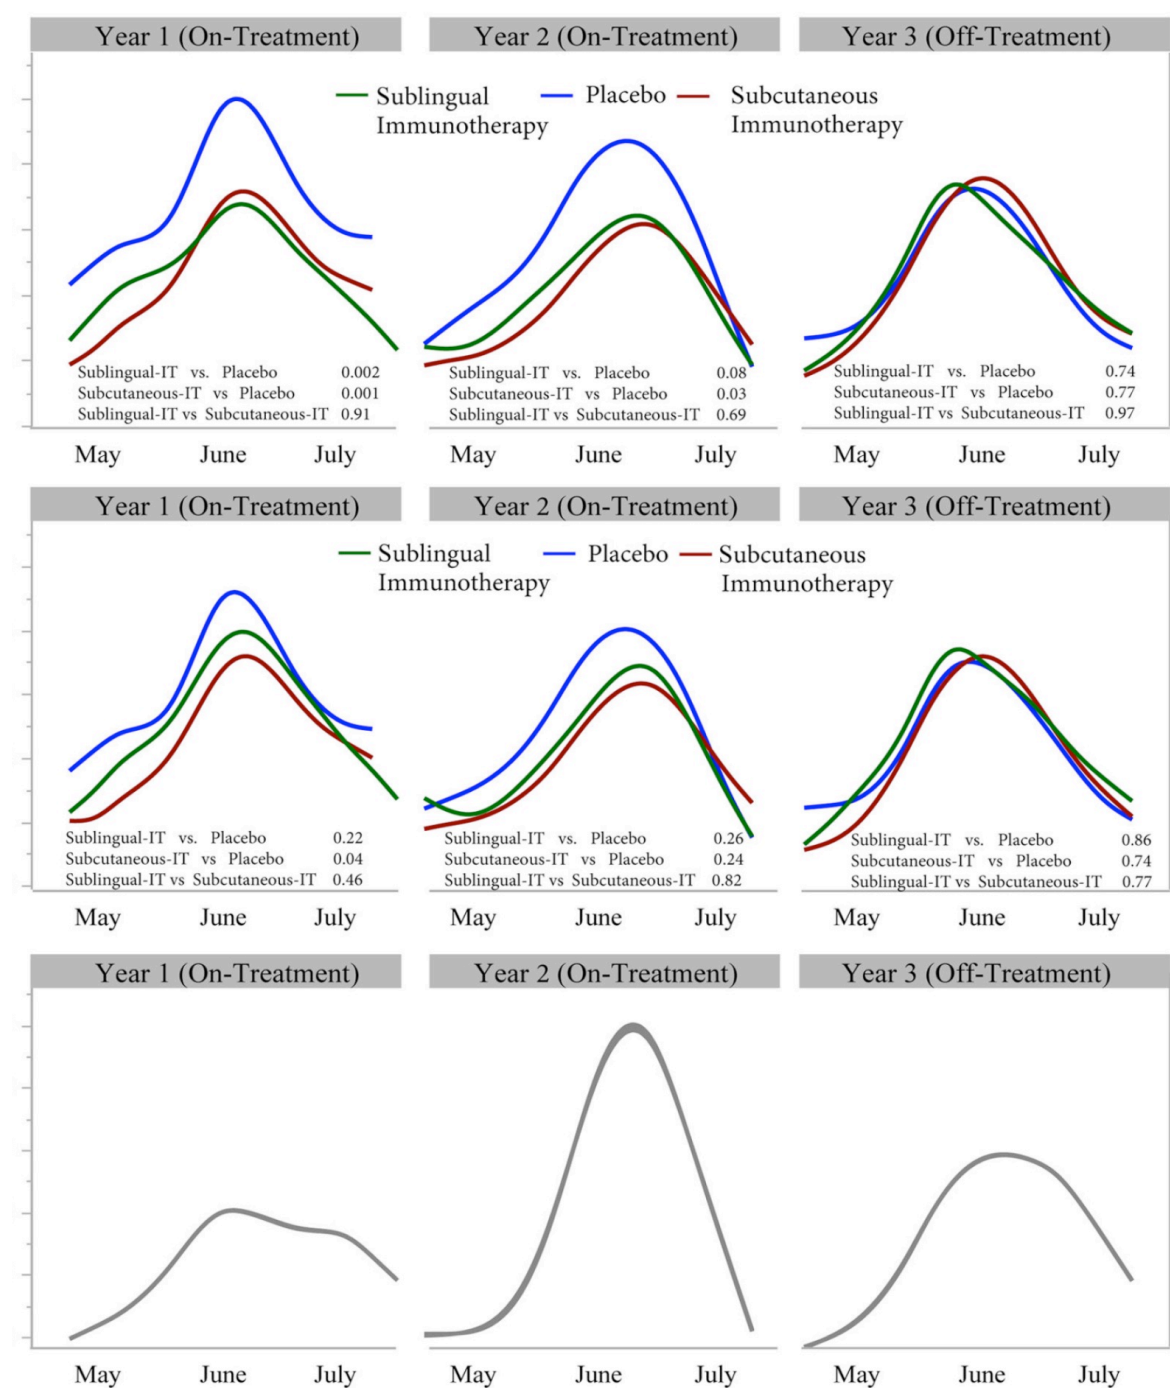 Year 1 (On-Treatment) Year 2 (On-Treatment) Year 3 (Off-Treatment)
Sublingual Immunotherapy Placebo Subcutaneous Immunotherapy
Sublingual-IT vs. Placebo 0.002
Subcutaneous-IT vs Placebo 0.001
Sublingual-IT vs Subcutaneous-IT 0.91
Sublingual-IT vs. Placebo 0.08
Subcutaneous-IT vs Placebo 0.03
Sublingual-IT vs Subcutaneous-IT 0.69
Sublingual-IT vs. Placebo 0.74
Subcutaneous-IT vs Placebo 0.77
Sublingual-IT vs Subcutaneous-IT 0.97
May June July May June July May June July
Year 1 (On-Treatment) Year 2 (On-Treatment) Year 3 (Off-Treatment)
Sublingual Immunotherapy Placebo Subcutaneous Immunotherapy
Sublingual-IT vs. Placebo 0.22
Subcutaneous-IT vs Placebo 0.04
Sublingual-IT vs Subcutaneous-IT 0.46
Sublingual-IT vs. Placebo 0.26
Subcutaneous-IT vs Placebo 0.24
Sublingual-IT vs Subcutaneous-IT 0.82
Sublingual-IT vs. Placebo 0.86
Subcutaneous-IT vs Placebo 0.74
Sublingual-IT vs Subcutaneous-IT 0.77
May June July May June July May June July
Year 1 (On-Treatment) Year 2 (On-Treatment) Year 3 (Off-Treatment)
May June July May June July May June July